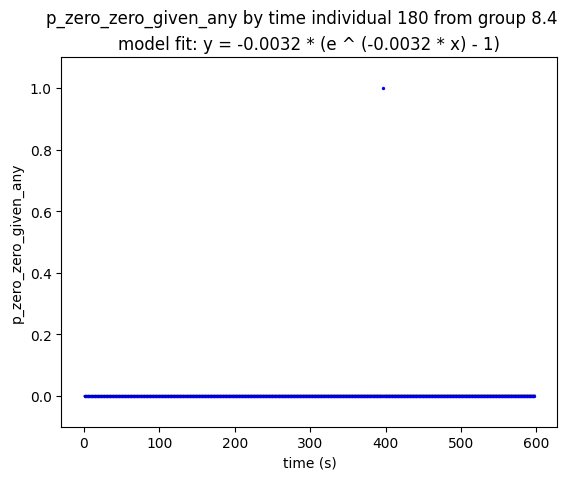 p_zero_zero_given_any by time individual 180 from group 8.4
model fit: y = -0.0032 * (e ^ (-0.0032 * x) - 1)
1.0
0.8
0.6
0.4
0.2
0.0
p_zero_zero_given_any
0 100 200 300 400 500 600
time (s)